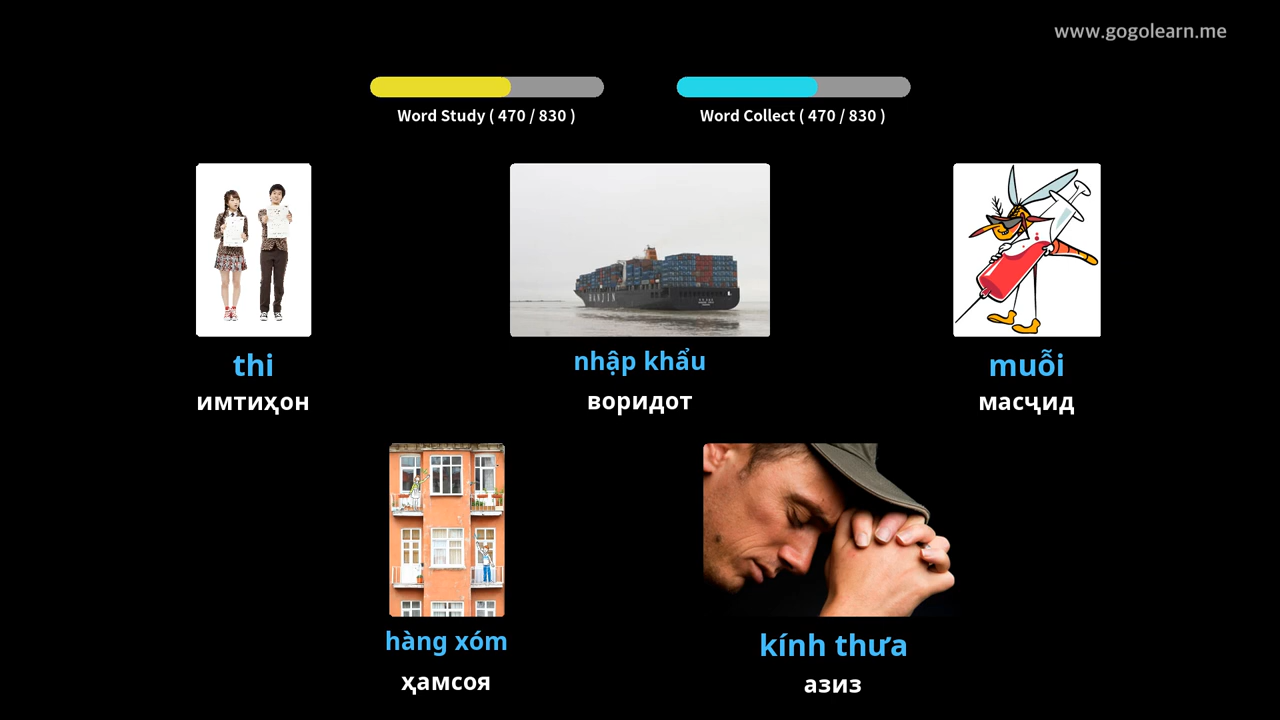 www.gogolearn.me
Word Study ( 470 / 830 )
Word Collect ( 470 / 830 )
thi
имтиҳон
nhập khẩu
воридот
muỗi
масҷид
HANJIN
hàng xóm
ҳамсоя
kính thưa
азиз